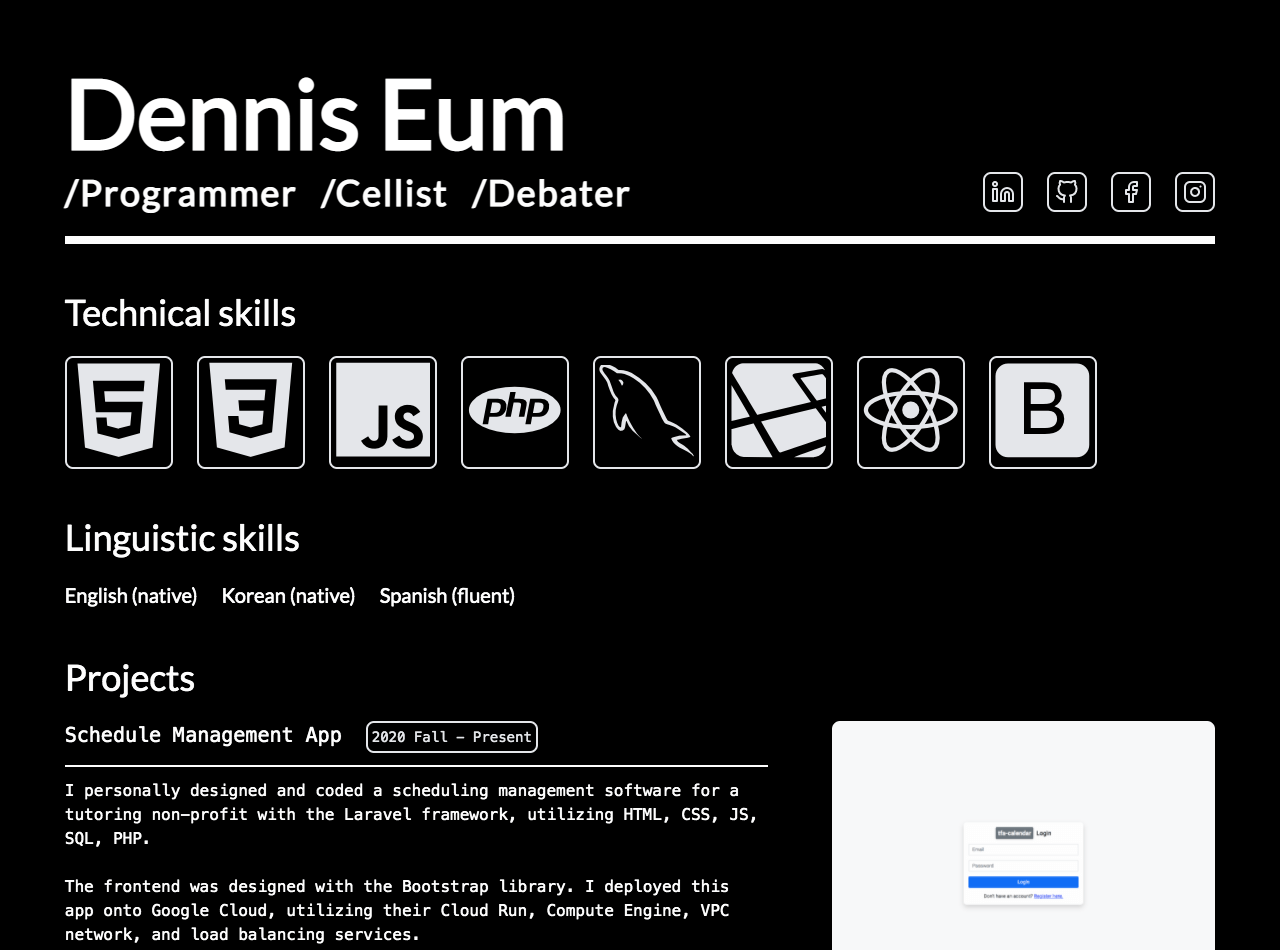 Dennis Eum
/Programmer /Cellist /Debater
Technical skills
5 3 JS php B
Linguistic skills
English (native) Korean (native) Spanish (fluent)
Projects
Schedule Management App 2020 Fall - Present
I personally designed and coded a scheduling management software for a
tutoring non-profit with the Laravel framework, utilizing HTML, CSS, JS,
SQL, PHP.
The frontend was designed with the Bootstrap library. I deployed this
app onto Google Cloud, utilizing their Cloud Run, Compute Engine, VPC
network, and load balancing services.
tfs-calendar Login
Email
Password
Login
Don't have an account? Register here.